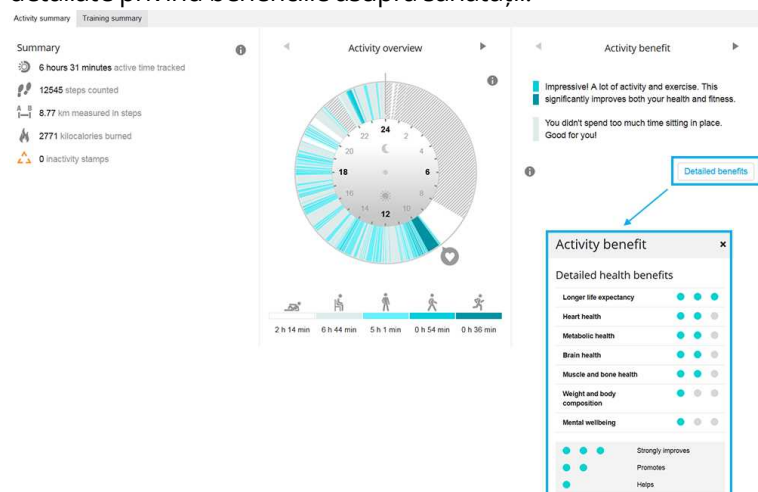 detaliate privind beneficiile asupra sănătății.
Activity summary Training summary
Summary
6 hours 31 minutes active time tracked
12545 steps counted
A B
8.77 km measured in steps
2771 kilocalories burned
0 inactivity stamps
Activity overview
24
22 2
20 4
18 6
16 8
14 10
12
2 h 14 min 6 h 44 min 5 h 1 min 0 h 54 min 0 h 36 min
Activity benefit
Impressive! A lot of activity and exercise. This
significantly improves both your health and fitness.
You didn't spend too much time sitting in place.
Good for you!
Detailed benefits
Activity benefit ×
Detailed health benefits
Longer life expectancy
Heart health
Metabolic health
Brain health
Muscle and bone health
Weight and body
composition
Mental wellbeing
Strongly improves
Promotes
Helps